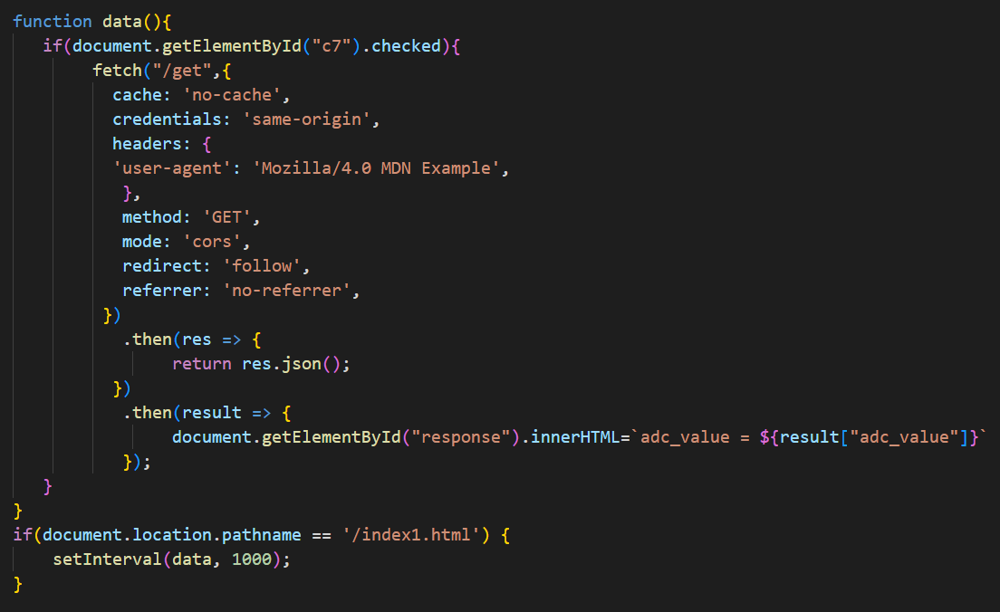 function data(){
if(document.getElementById("c7").checked){
fetch("/get",{
cache: 'no-cache',
credentials: 'same-origin',
headers: {
'user-agent': 'Mozilla/4.0 MDN Example',
},
method: 'GET',
mode: 'cors',
redirect: 'follow',
referrer: 'no-referrer',
})
.then(res => {
return res.json();
})
.then(result => {
document.getElementById("response").innerHTML=`adc_value = ${result["adc_value"]}`
});
}
}
if(document.location.pathname == '/index1.html') {
setInterval(data, 1000);
}